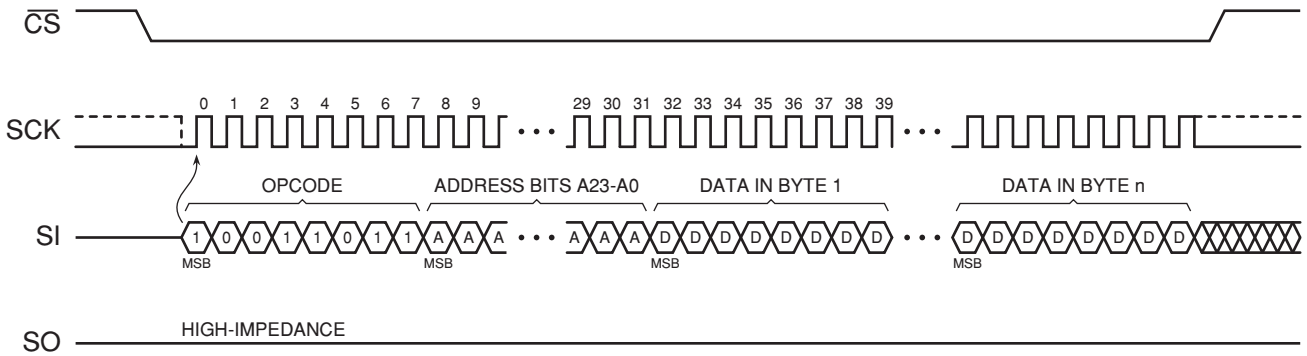 CS
SCK
0 1 2 3 4 5 6 7 8 9 29 30 31 32 33 34 35 36 37 38 39
OPCODE ADDRESS BITS A23-A0 DATA IN BYTE 1 DATA IN BYTE n
SI
1 0 0 1 1 0 1 1 A A A A A A D D D D D D D D D D D D D D D D
MSB MSB MSB MSB
SO
HIGH-IMPEDANCE